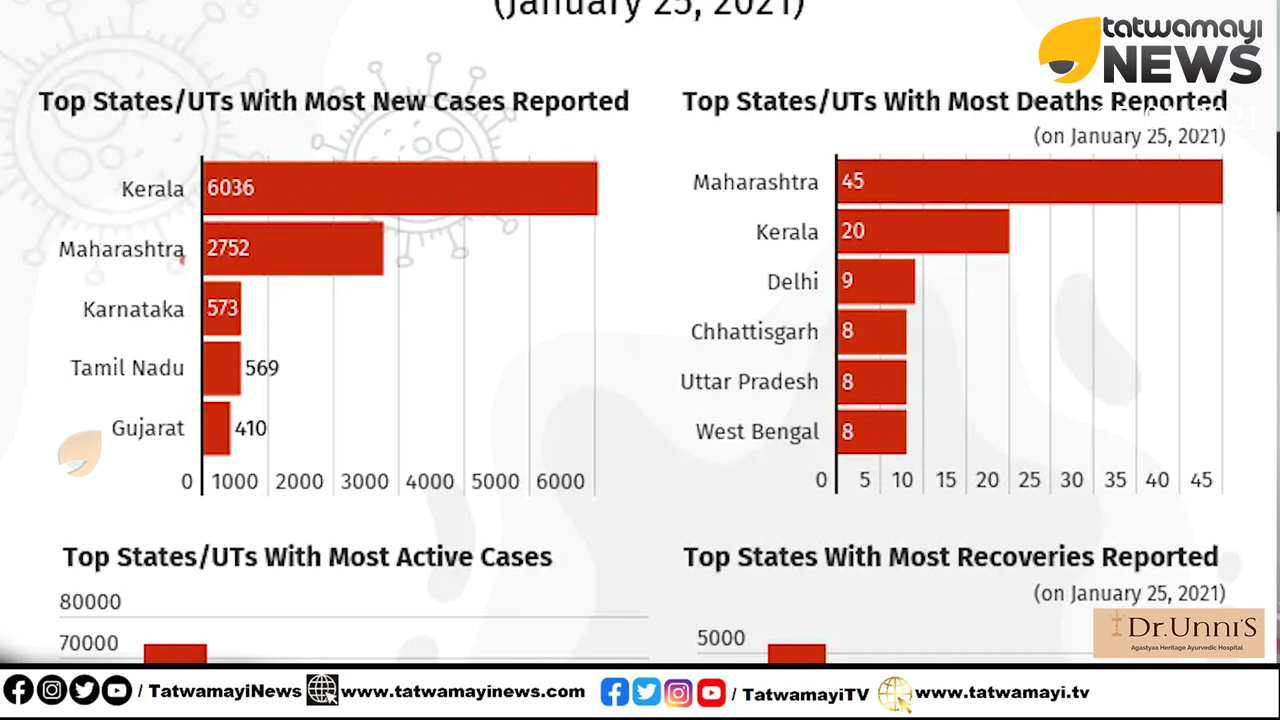 (January 25, 2021)
tatwamayi
NEWS
Top States/UTs With Most New Cases Reported
Kerala 6036
Maharashtra 2752
Karnataka 573
Tamil Nadu 569
Gujarat 410
0 1000 2000 3000 4000 5000 6000
Top States/UTs With Most Deaths Reported
(on January 25, 2021)
Maharashtra 45
Kerala 20
Delhi 9
Chhattisgarh 8
Uttar Pradesh 8
West Bengal 8
0 5 10 15 20 25 30 35 40 45
Top States/UTs With Most Active Cases
80000
70000
Top States With Most Recoveries Reported
(on January 25, 2021)
5000
Dr.Unni'S
Agastyaa Heritage Ayurvedic Hospital
/ TatwamayiNews www.tatwamayinews.com / TatwamayiTV www.tatwamayi.tv